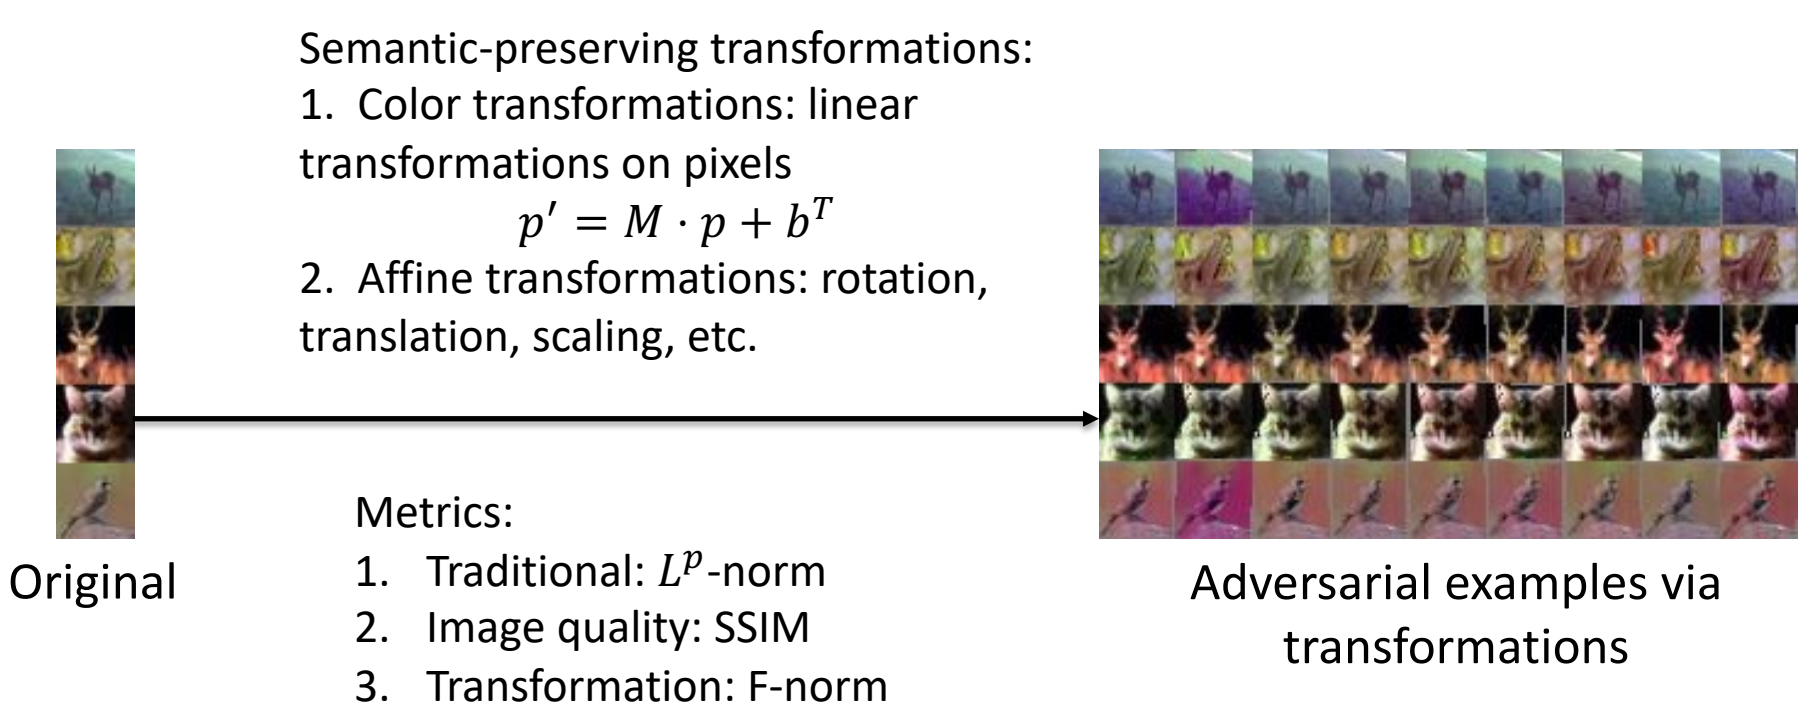 Semantic-preserving transformations:
1. Color transformations: linear
transformations on pixels
p′ = M · p + b^T
2. Affine transformations: rotation,
translation, scaling, etc.
Metrics:
1. Traditional: L^p-norm
2. Image quality: SSIM
3. Transformation: F-norm
Original
Adversarial examples via
transformations